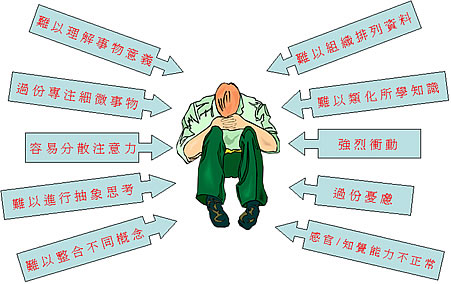 難以理解事物意義
過份專注細微事物
容易分散注意力
難以進行抽象思考
難以整合不同概念
難以組織排列資料
難以類化所學知識
強烈衝動
過份憂慮
感官/知覺能力不正常